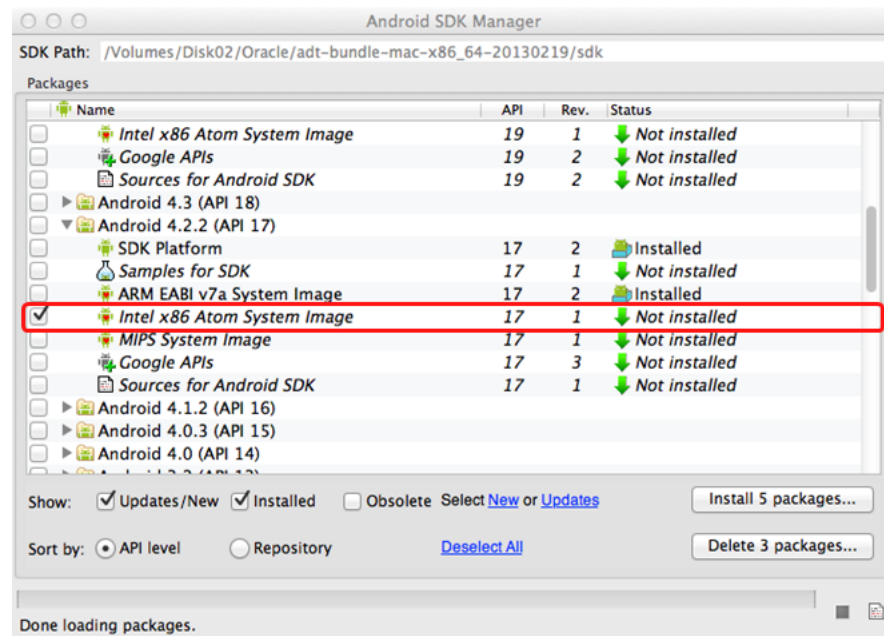 Android SDK Manager
SDK Path: /Volumes/Disk02/Oracle/adt-bundle-mac-x86_64-20130219/sdk
Packages
Name API Rev. Status
Intel x86 Atom System Image 19 1 Not installed
Google APIs 19 2 Not installed
Sources for Android SDK 19 2 Not installed
Android 4.3 (API 18)
Android 4.2.2 (API 17)
SDK Platform 17 2 Installed
Samples for SDK 17 1 Not installed
ARM EABI v7a System Image 17 2 Installed
Intel x86 Atom System Image 17 1 Not installed
MIPS System Image 17 1 Not installed
Google APIs 17 3 Not installed
Sources for Android SDK 17 1 Not installed
Android 4.1.2 (API 16)
Android 4.0.3 (API 15)
Android 4.0 (API 14)
Show: Updates/New Installed Obsolete Select New or Updates Install 5 packages...
Sort by: API level Repository Deselect All Delete 3 packages...
Done loading packages.